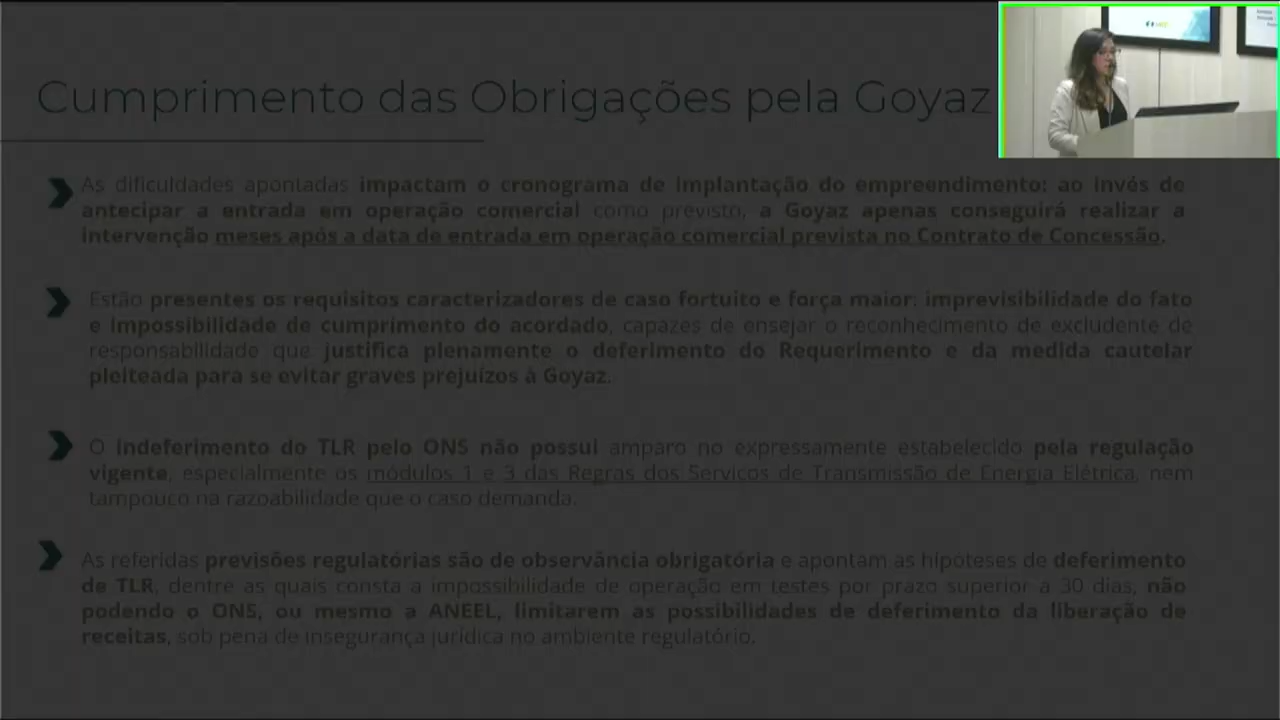 Cumprimento das Obrigações pela Goyaz
As dificuldades apontadas impactam o cronograma de implantação do empreendimento: ao invés de
antecipar a entrada em operação comercial como previsto, a Goyaz apenas conseguirá realizar a
intervenção meses após a data de entrada em operação comercial prevista no Contrato de Concessão.
Estão presentes os requisitos caracterizadores de caso fortuito e força maior: imprevisibilidade do fato
e impossibilidade de cumprimento do acordado, capazes de ensejar o reconhecimento de excludente de
responsabilidade que justifica plenamente o deferimento do Requerimento e da medida cautelar
pleiteada para se evitar graves prejuízos à Goyaz.
O indeferimento do TLR pelo ONS não possui amparo no expressamente estabelecido pela regulação
vigente, especialmente os módulos 1 e 3 das Regras dos Serviços de Transmissão de Energia Elétrica, nem
tampouco na razoabilidade que o caso demanda.
As referidas previsões regulatórias são de observância obrigatória e apontam as hipóteses de deferimento
de TLR, dentre as quais consta a impossibilidade de operação em testes por prazo superior a 30 dias, não
podendo o ONS, ou mesmo a ANEEL, limitarem as possibilidades de deferimento da liberação de
receitas, sob pena de insegurança jurídica no ambiente regulatório.